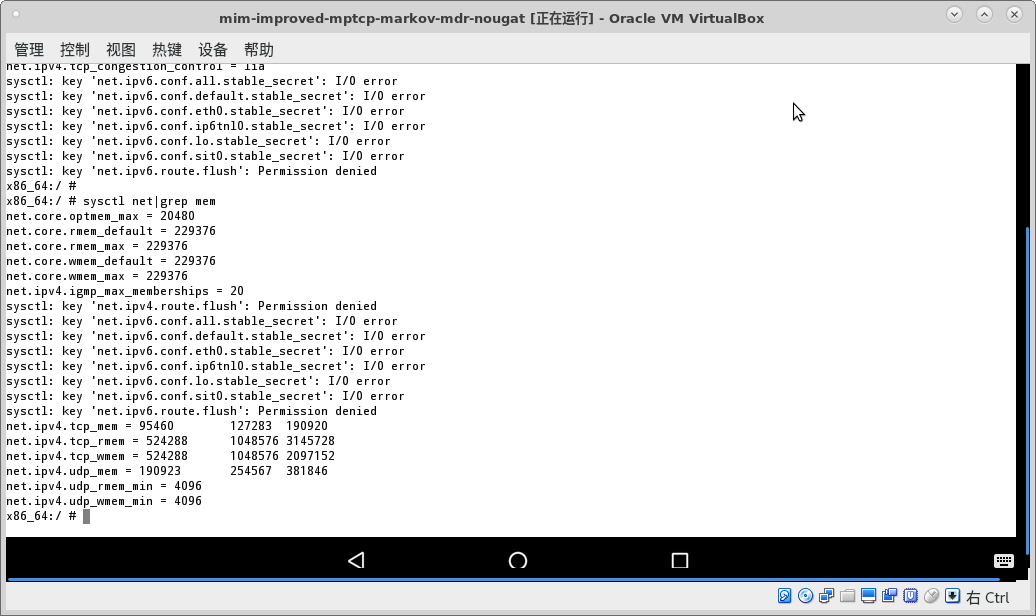 mim-improved-mptcp-markov-mdr-nougat [正在运行] - Oracle VM VirtualBox
管理 控制 视图 热键 设备 帮助
net.ipv4.tcp_congestion_control = lia
sysctl: key 'net.ipv6.conf.all.stable_secret': I/O error
sysctl: key 'net.ipv6.conf.default.stable_secret': I/O error
sysctl: key 'net.ipv6.conf.eth0.stable_secret': I/O error
sysctl: key 'net.ipv6.conf.ip6tnl0.stable_secret': I/O error
sysctl: key 'net.ipv6.conf.lo.stable_secret': I/O error
sysctl: key 'net.ipv6.conf.sit0.stable_secret': I/O error
sysctl: key 'net.ipv6.route.flush': Permission denied
x86_64:/ #
x86_64:/ # sysctl net|grep mem
net.core.optmem_max = 20480
net.core.rmem_default = 229376
net.core.rmem_max = 229376
net.core.wmem_default = 229376
net.core.wmem_max = 229376
net.ipv4.igmp_max_memberships = 20
sysctl: key 'net.ipv4.route.flush': Permission denied
sysctl: key 'net.ipv6.conf.all.stable_secret': I/O error
sysctl: key 'net.ipv6.conf.default.stable_secret': I/O error
sysctl: key 'net.ipv6.conf.eth0.stable_secret': I/O error
sysctl: key 'net.ipv6.conf.ip6tnl0.stable_secret': I/O error
sysctl: key 'net.ipv6.conf.lo.stable_secret': I/O error
sysctl: key 'net.ipv6.conf.sit0.stable_secret': I/O error
sysctl: key 'net.ipv6.route.flush': Permission denied
net.ipv4.tcp_mem = 95460 127283 190920
net.ipv4.tcp_rmem = 524288 1048576 3145728
net.ipv4.tcp_wmem = 524288 1048576 2097152
net.ipv4.udp_mem = 190923 254567 381846
net.ipv4.udp_rmem_min = 4096
net.ipv4.udp_wmem_min = 4096
x86_64:/ #
右 Ctrl